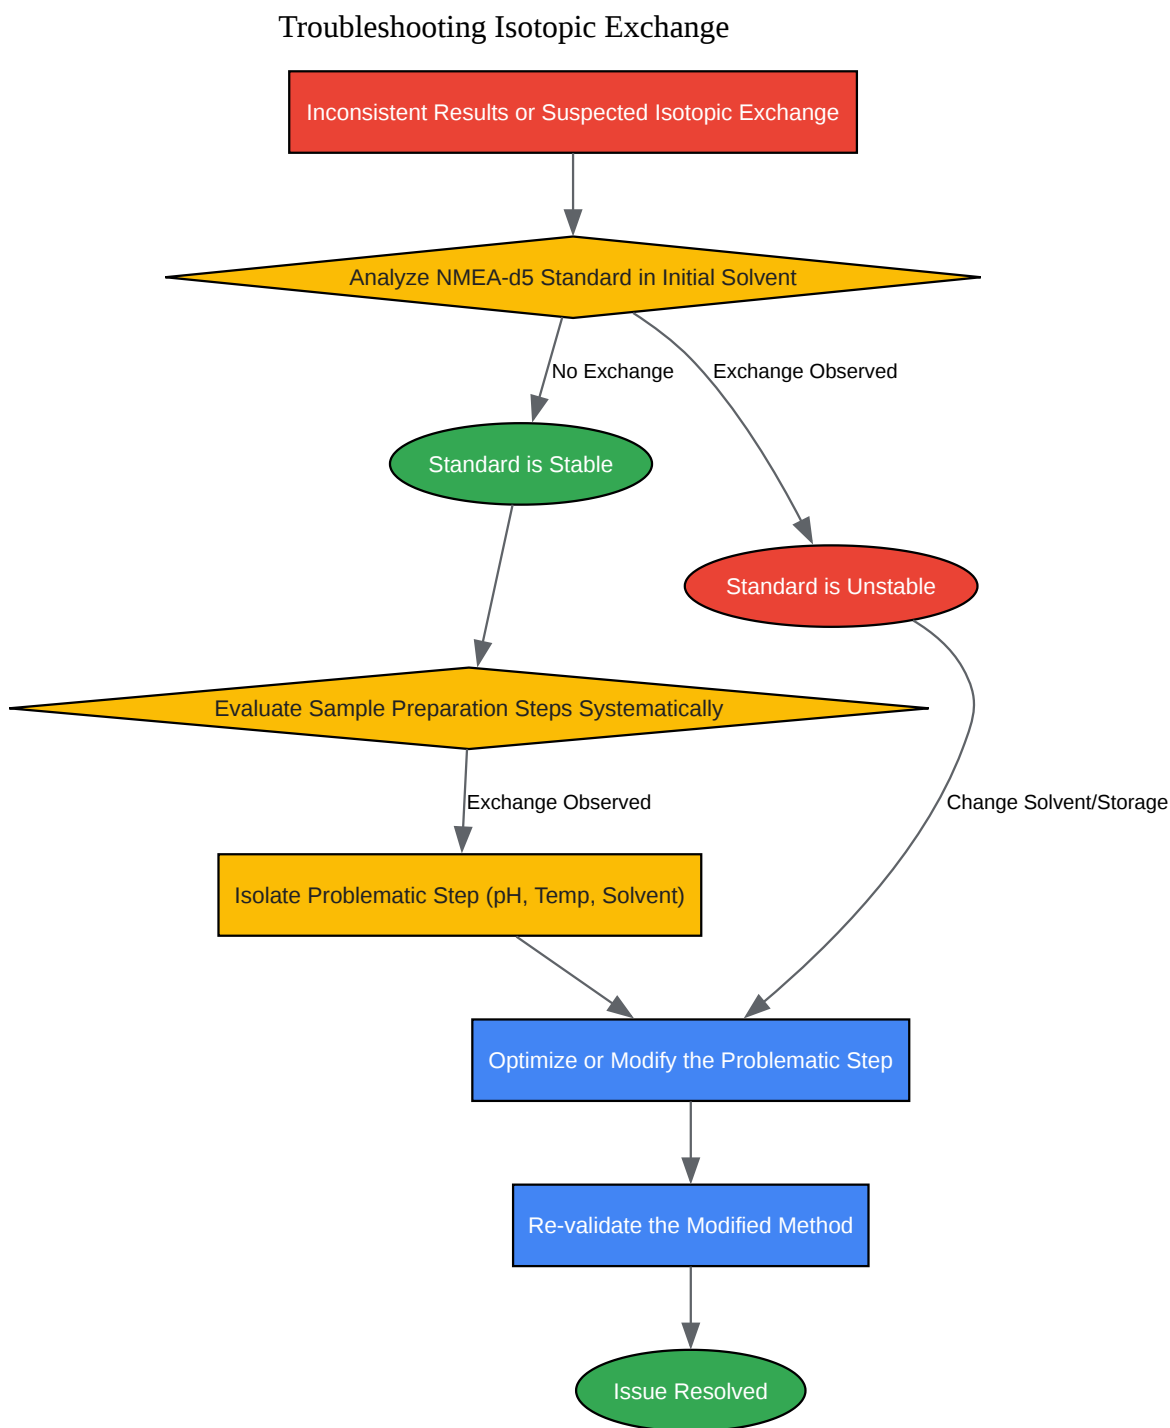 Troubleshooting Isotopic Exchange
Inconsistent Results or Suspected Isotopic Exchange
Analyze NMEA-d5 Standard in Initial Solvent
No Exchange
Exchange Observed
Standard is Stable
Standard is Unstable
Evaluate Sample Preparation Steps Systematically
Exchange Observed
Change Solvent/Storage
Isolate Problematic Step (pH, Temp, Solvent)
Optimize or Modify the Problematic Step
Re-validate the Modified Method
Issue Resolved